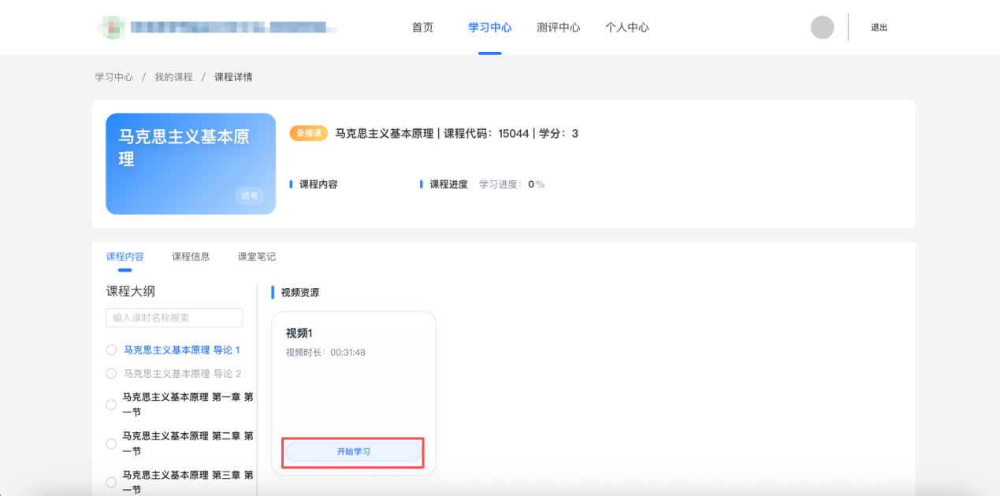 首页 学习中心 测评中心 个人中心 退出
学习中心 / 我的课程 / 课程详情
马克思主义基本原
理
统考
录播课 马克思主义基本原理 | 课程代码：15044 | 学分：3
课程内容 课程进度 学习进度：0%
课程内容 课程信息 课堂笔记
课程大纲
输入课时名称搜索
马克思主义基本原理 导论 1
马克思主义基本原理 导论 2
马克思主义基本原理 第一章 第
一节
马克思主义基本原理 第二章 第
一节
马克思主义基本原理 第三章 第
一节
视频资源
视频1
视频时长：00:31:48
开始学习